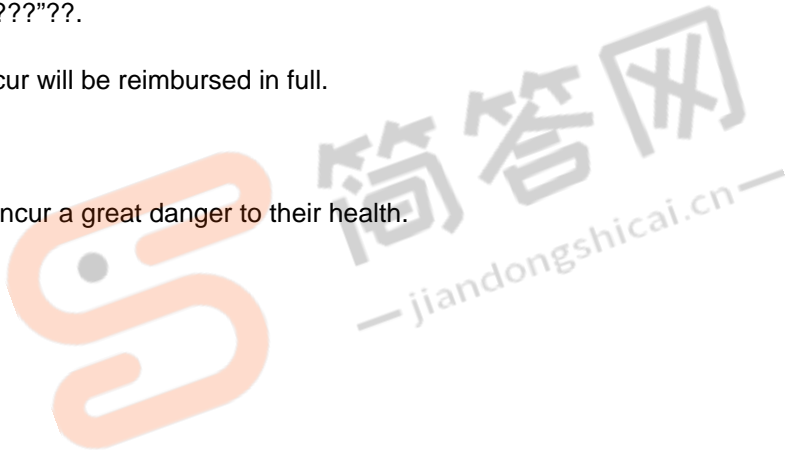 ???”??.
cur will be reimbursed in full.
ncur a great danger to their health.
简答网
— jiandongshicai.cn —